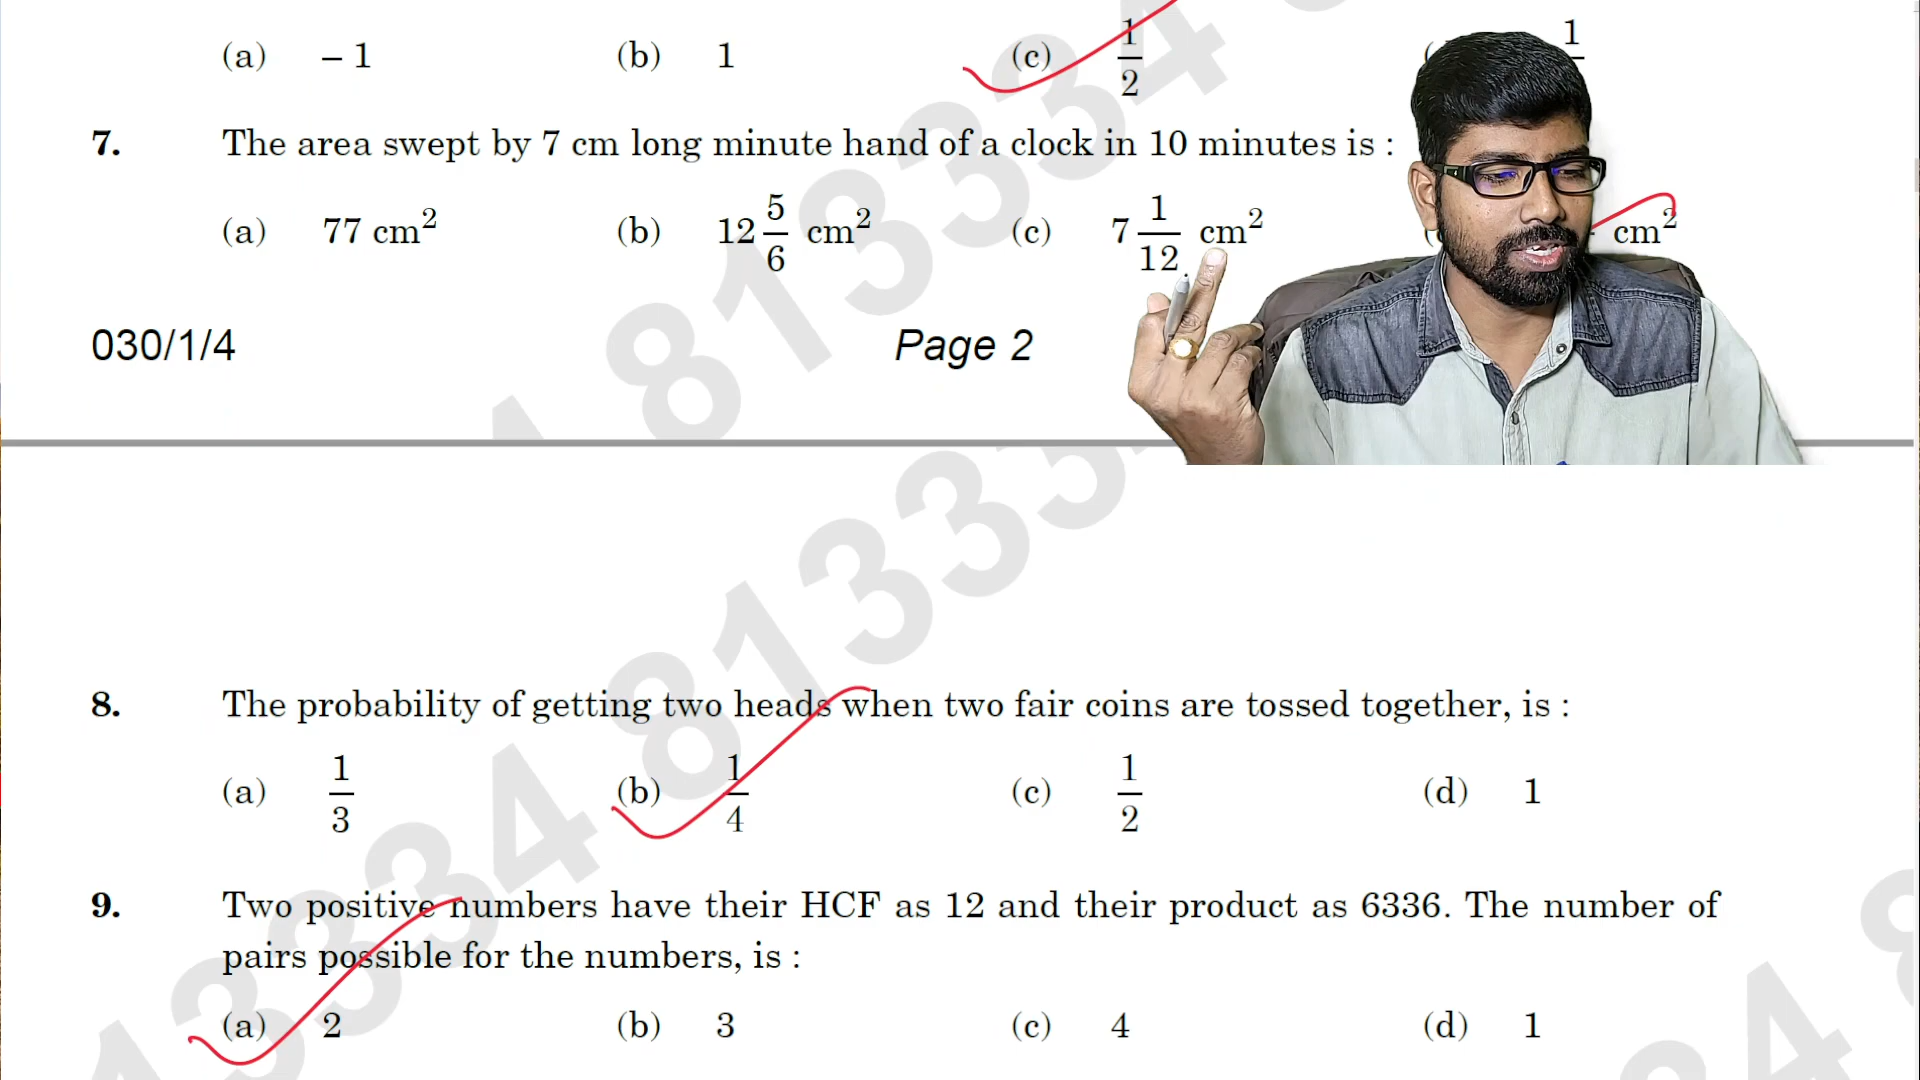 (a) – 1 (b) 1 (c) 1/2 1
7. The area swept by 7 cm long minute hand of a clock in 10 minutes is :
(a) 77 cm² (b) 12 5/6 cm² (c) 7 1/12 cm² cm²
030/1/4 Page 2
8. The probability of getting two heads when two fair coins are tossed together, is :
(a) 1/3 (b) 1/4 (c) 1/2 (d) 1
9. Two positive numbers have their HCF as 12 and their product as 6336. The number of
pairs possible for the numbers, is :
(a) 2 (b) 3 (c) 4 (d) 1